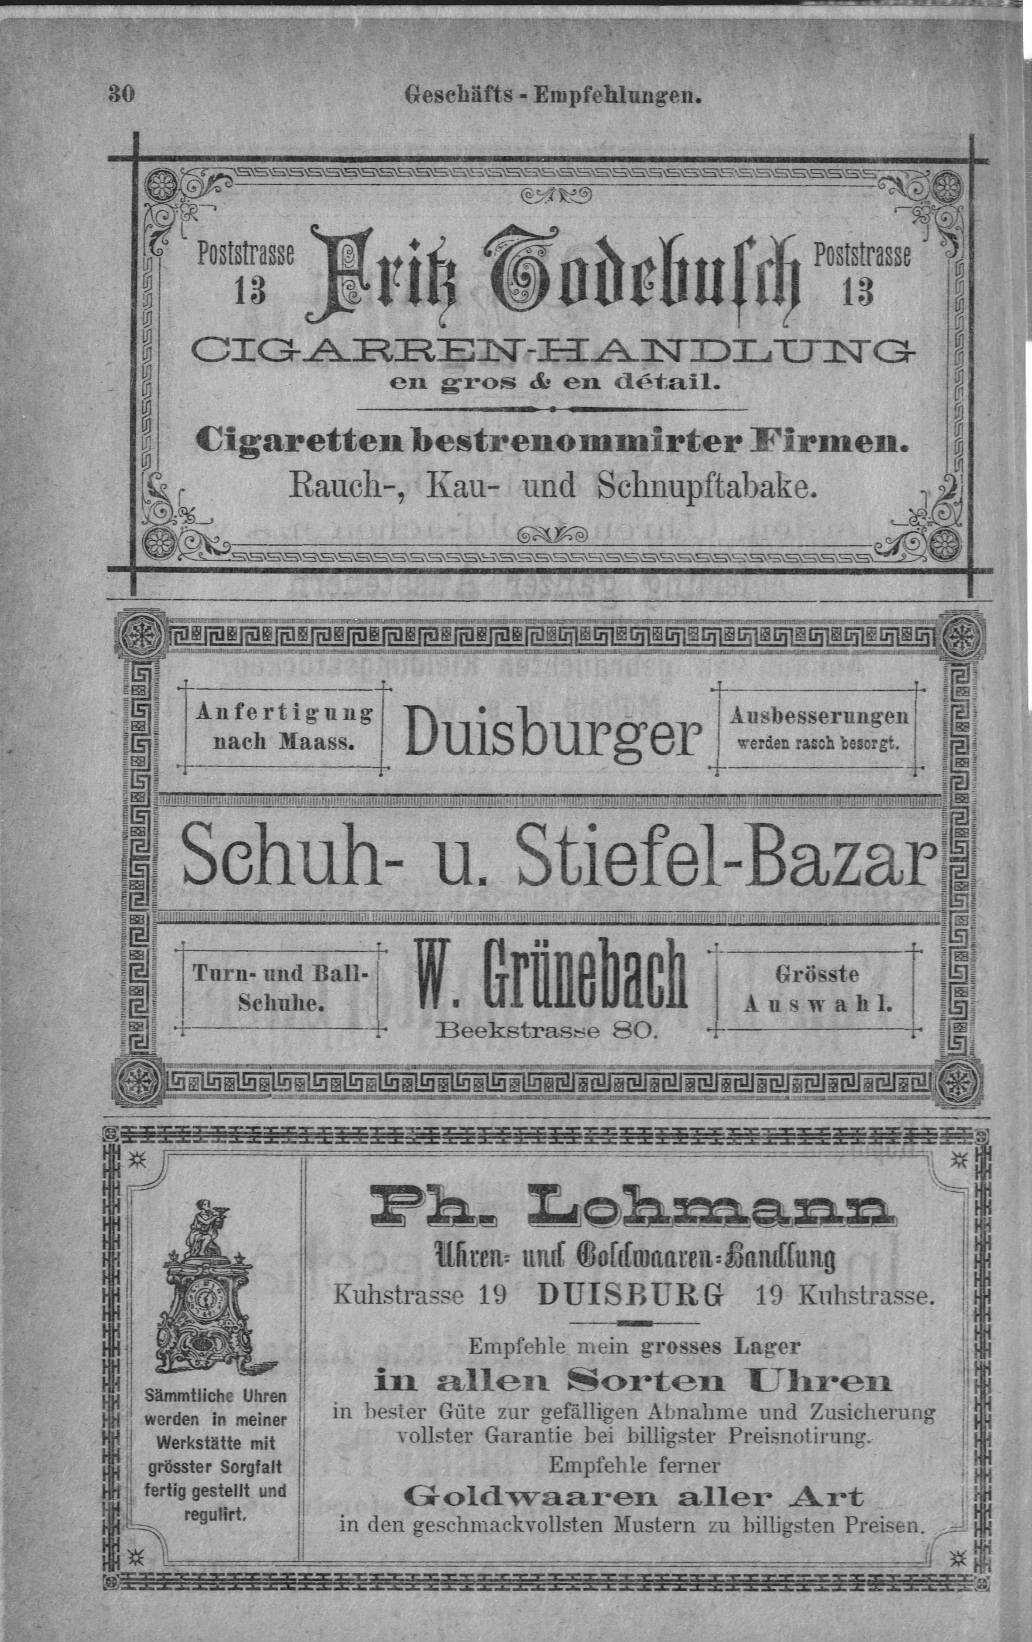 30
Geschäfts - Empfehlungen.
Poststrasse
13
Fritz Todebusch
Poststrasse
13
CIGARREN-HANDLUNG
en gros & en détail.
Cigaretten bestrenommirter Firmen.
Rauch-, Kau- und Schnupftabake.
Anfertigung
nach Maass.
Duisburger
Ausbesserungen
werden rasch besorgt.
Schuh- u. Stiefel-Bazar
Turn- und Ball-
Schuhe.
W. Grünebach
Beekstrasse 80.
Grösste
Auswahl.
Sämmtliche Uhren
werden in meiner
Werkstätte mit
grösster Sorgfalt
fertig gestellt und
regulirt.
Ph. Lohmann
Uhren- und Goldwaaren-Handlung
Kuhstrasse 19 DUISBURG 19 Kuhstrasse.
Empfehle mein grosses Lager
in allen Sorten Uhren
in bester Güte zur gefälligen Abnahme und Zusicherung
vollster Garantie bei billigster Preisnotirung.
Empfehle ferner
Goldwaaren aller Art
in den geschmackvollsten Mustern zu billigsten Preisen.